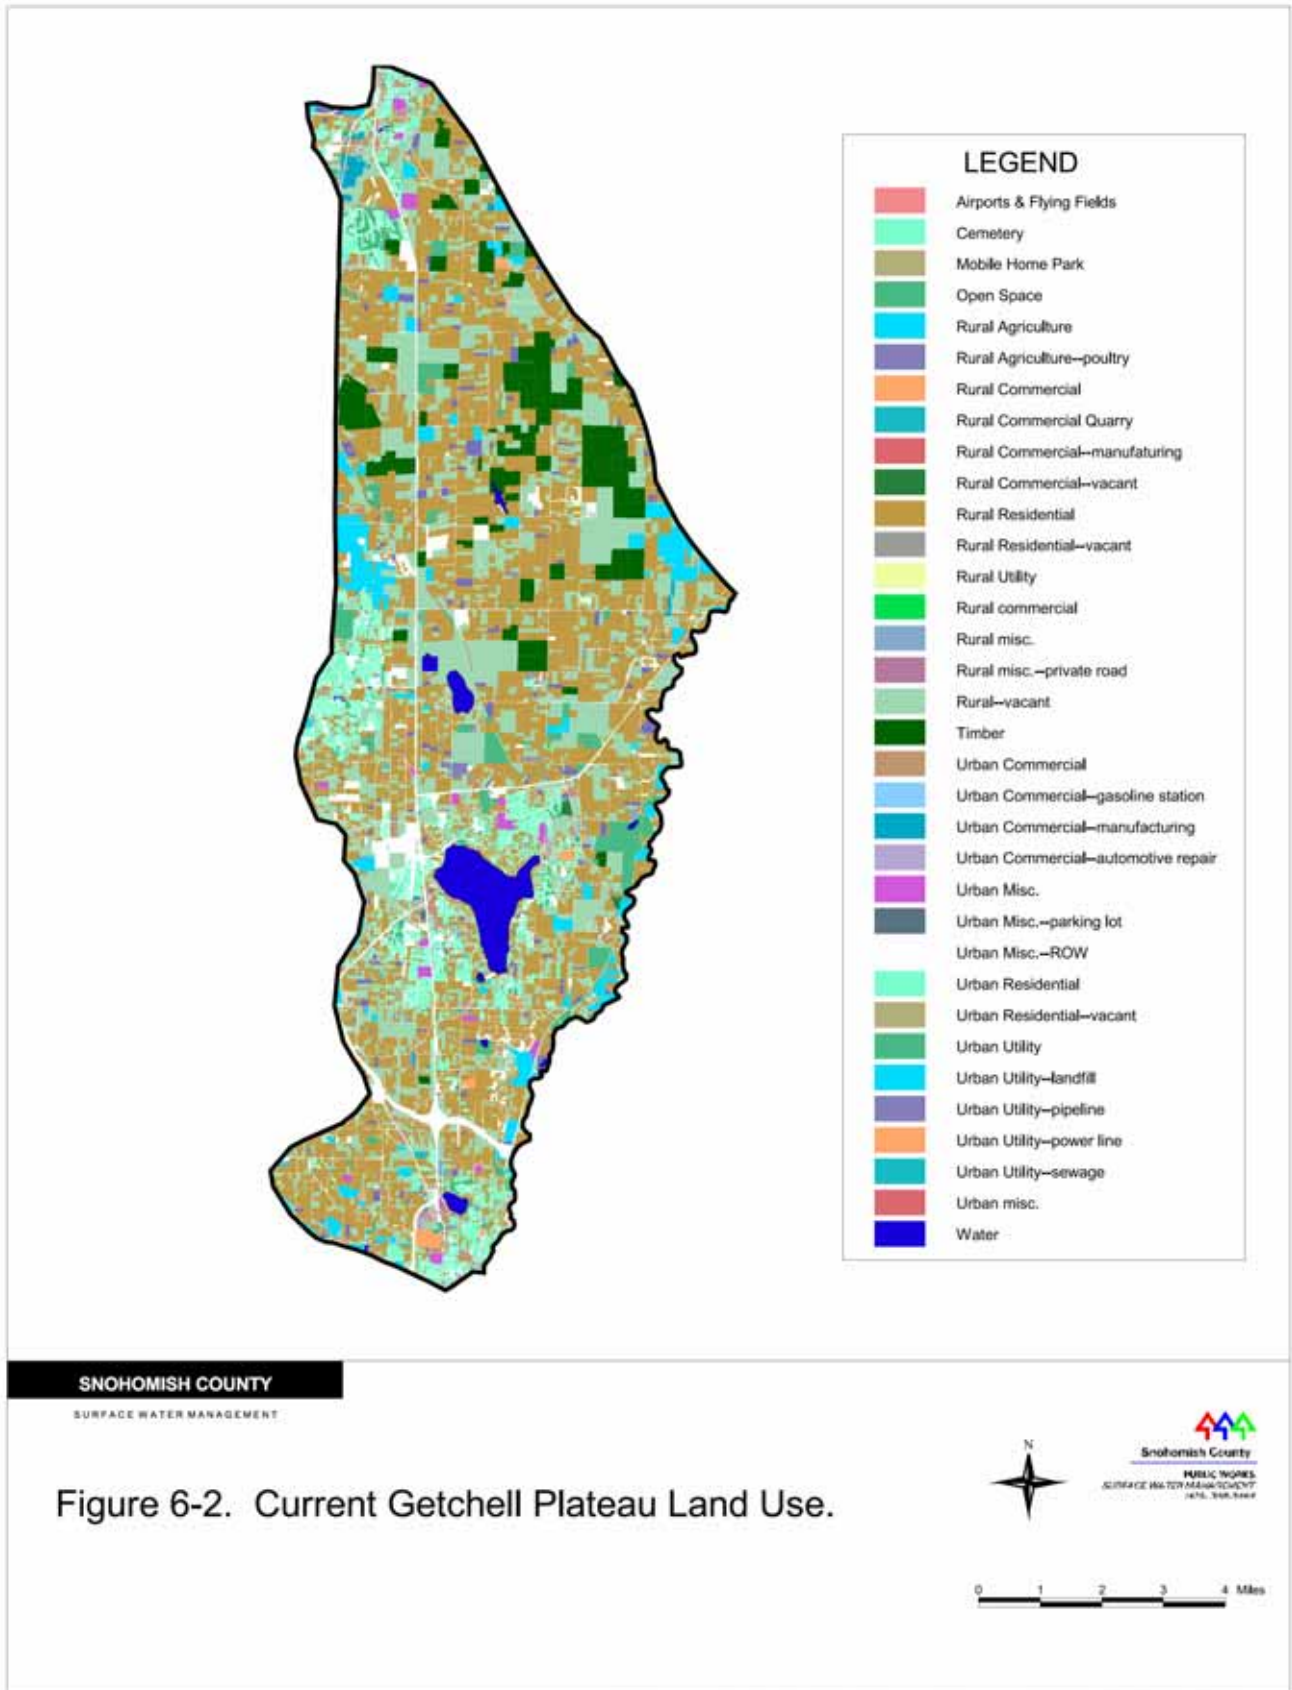 LEGEND
Airports & Flying Fields
Cemetery
Mobile Home Park
Open Space
Rural Agriculture
Rural Agriculture--poultry
Rural Commercial
Rural Commercial Quarry
Rural Commercial--manufaturing
Rural Commercial--vacant
Rural Residential
Rural Residential--vacant
Rural Utility
Rural commercial
Rural misc.
Rural misc.--private road
Rural--vacant
Timber
Urban Commercial
Urban Commercial--gasoline station
Urban Commercial--manufacturing
Urban Commercial--automotive repair
Urban Misc.
Urban Misc.--parking lot
Urban Misc.--ROW
Urban Residential
Urban Residential--vacant
Urban Utility
Urban Utility--landfill
Urban Utility--pipeline
Urban Utility--power line
Urban Utility--sewage
Urban misc.
Water
SNOHOMISH COUNTY
SURFACE WATER MANAGEMENT
Figure 6-2. Current Getchell Plateau Land Use.
N
Snohomish County
PUBLIC WORKS
SURFACE WATER MANAGEMENT
0 1 2 3 4 Miles